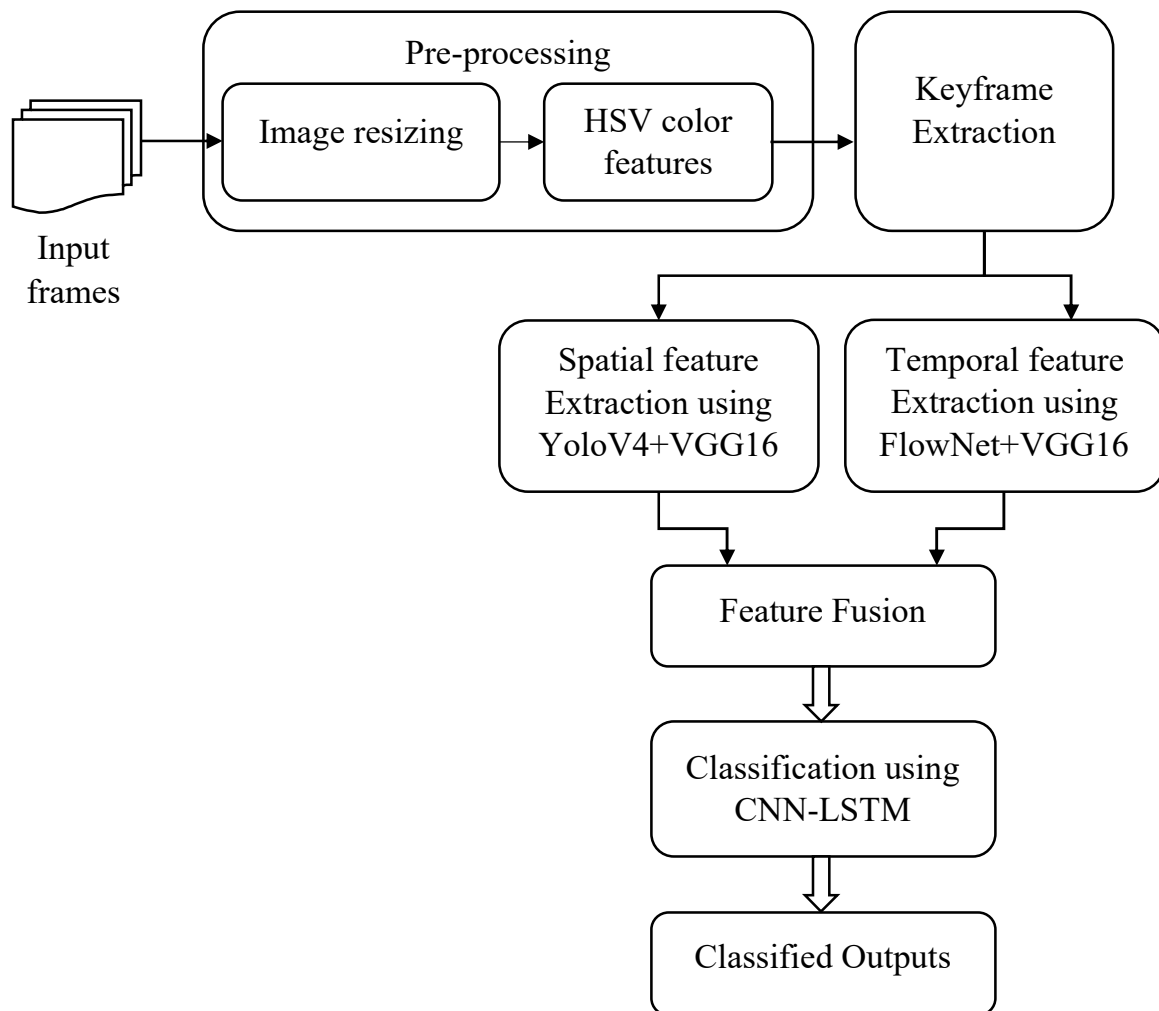 Pre-processing
Image resizing
HSV color
features
Keyframe
Extraction
Input
frames
Spatial feature
Extraction using
YoloV4+VGG16
Temporal feature
Extraction using
FlowNet+VGG16
Feature Fusion
Classification using
CNN-LSTM
Classified Outputs